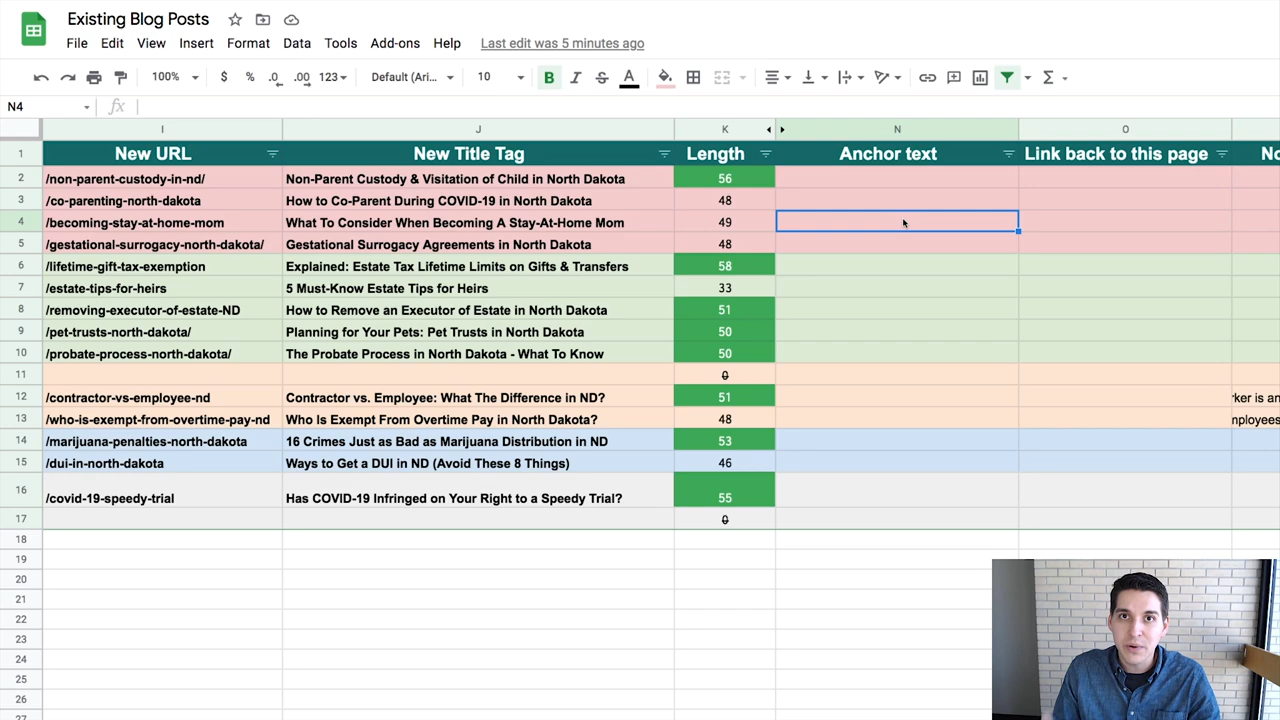 Existing Blog Posts
File Edit View Insert Format Data Tools Add-ons Help Last edit was 5 minutes ago
100% $ % .0 .00 123 Default (Ari... 10 B I S A Σ
N4 fx
I J K N O
1 New URL New Title Tag Length Anchor text Link back to this page No
2 /non-parent-custody-in-nd/ Non-Parent Custody & Visitation of Child in North Dakota 56
3 /co-parenting-north-dakota How to Co-Parent During COVID-19 in North Dakota 48
4 /becoming-stay-at-home-mom What To Consider When Becoming A Stay-At-Home Mom 49
5 /gestational-surrogacy-north-dakota/ Gestational Surrogacy Agreements in North Dakota 48
6 /lifetime-gift-tax-exemption Explained: Estate Tax Lifetime Limits on Gifts & Transfers 58
7 /estate-tips-for-heirs 5 Must-Know Estate Tips for Heirs 33
8 /removing-executor-of-estate-ND How to Remove an Executor of Estate in North Dakota 51
9 /pet-trusts-north-dakota/ Planning for Your Pets: Pet Trusts in North Dakota 50
10 /probate-process-north-dakota/ The Probate Process in North Dakota - What To Know 50
11 0
12 /contractor-vs-employee-nd Contractor vs. Employee: What The Difference in ND? 51 rker is an
13 /who-is-exempt-from-overtime-pay-nd Who Is Exempt From Overtime Pay in North Dakota? 48 mployees
14 /marijuana-penalties-north-dakota 16 Crimes Just as Bad as Marijuana Distribution in ND 53
15 /dui-in-north-dakota Ways to Get a DUI in ND (Avoid These 8 Things) 46
16 /covid-19-speedy-trial Has COVID-19 Infringed on Your Right to a Speedy Trial? 55
17 0
18
19
20
21
22
23
24
25
26
27